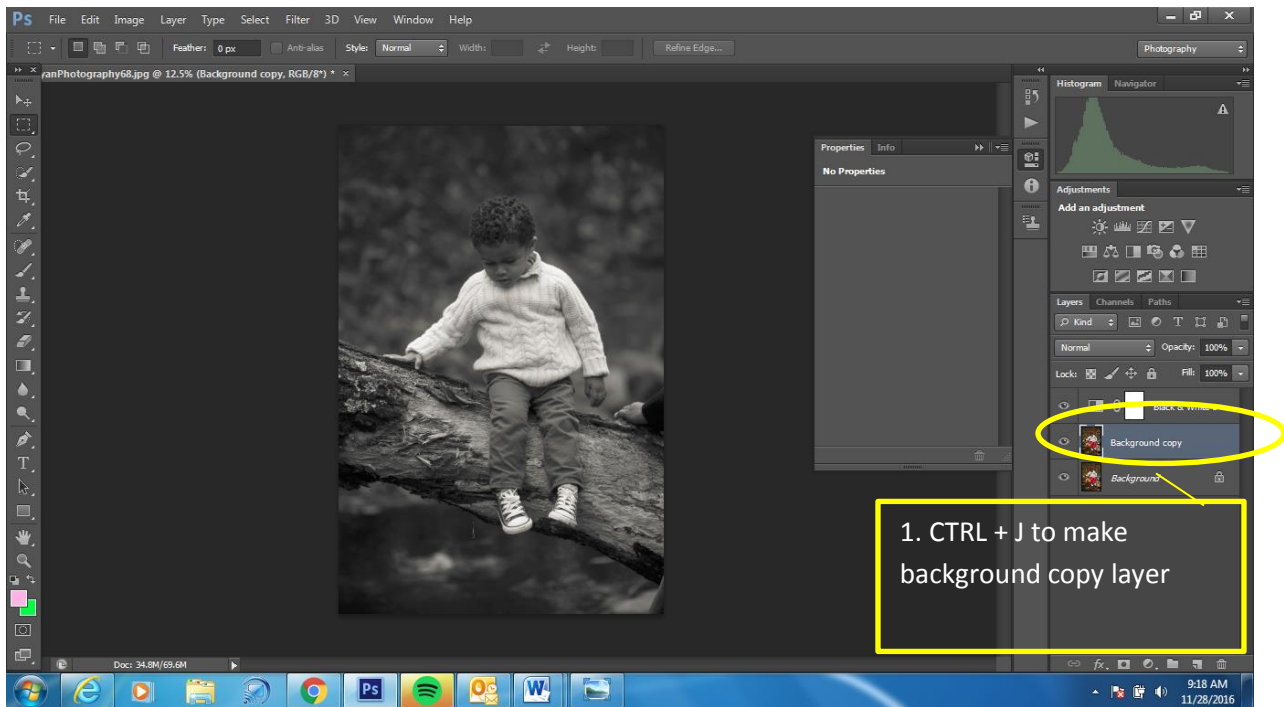 Ps File Edit Image Layer Type Select Filter 3D View Window Help
Feather: 0 px Anti-alias Style: Normal Width: Height: Refine Edge... Photography
yanPhotography68.jpg @ 12.5% (Background copy, RGB/8*) * ×
Histogram Navigator
Properties Info
No Properties
Adjustments
Add an adjustment
Layers Channels Paths
Kind
Normal Opacity: 100%
Lock: Fill: 100%
Black & White
Background copy
Background
1. CTRL + J to make
background copy layer
Doc: 34.8M/69.6M
Ps
9:18 AM
11/28/2016